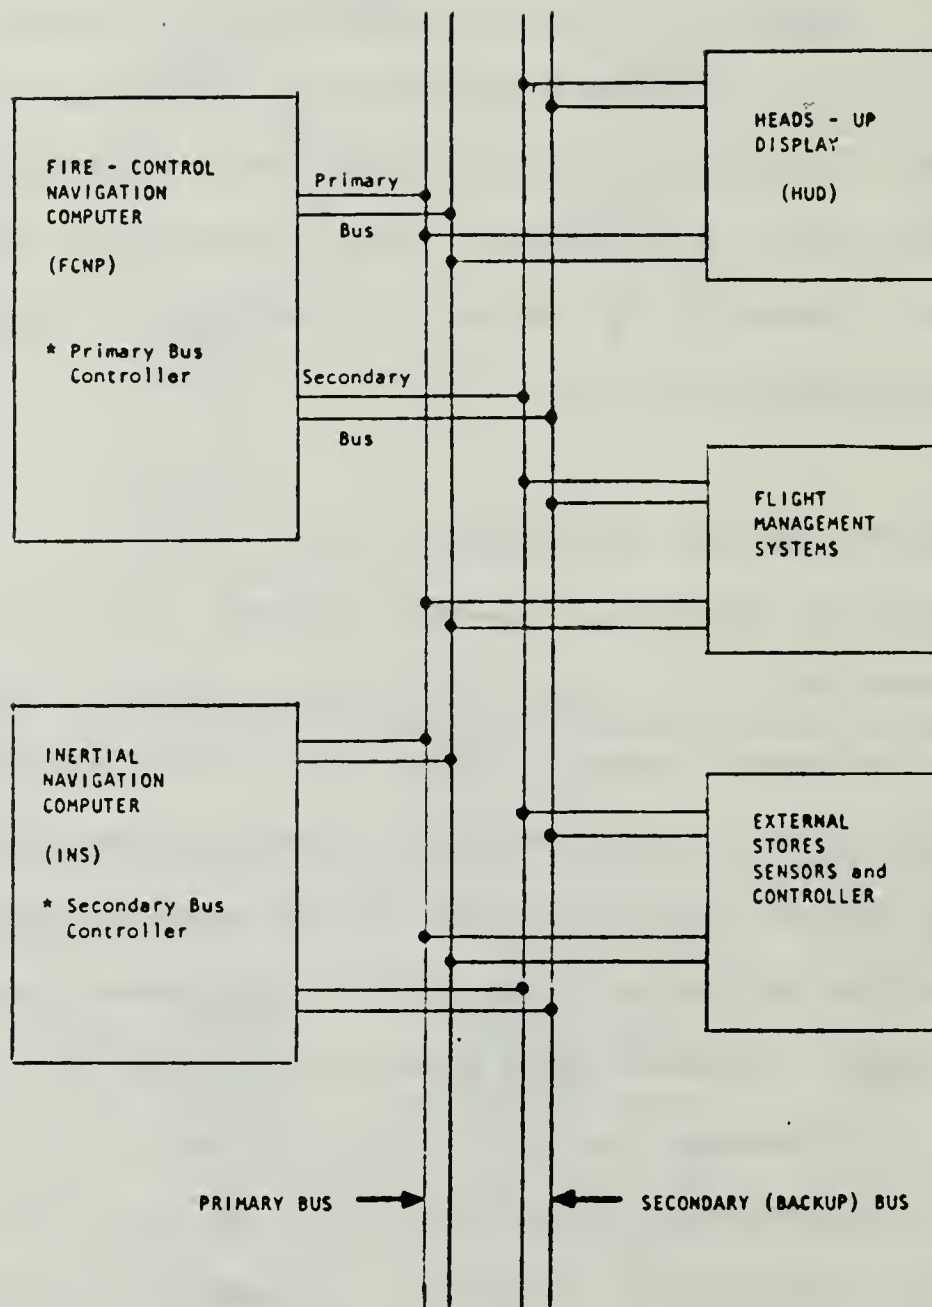 FIRE - CONTROL
NAVIGATION
COMPUTER
(FCNP)
* Primary Bus
Controller
Primary
Bus
Secondary
Bus
HEADS - UP
DISPLAY
(HUD)
FLIGHT
MANAGEMENT
SYSTEMS
INERTIAL
NAVIGATION
COMPUTER
(INS)
* Secondary Bus
Controller
EXTERNAL
STORES
SENSORS and
CONTROLLER
PRIMARY BUS
SECONDARY (BACKUP) BUS